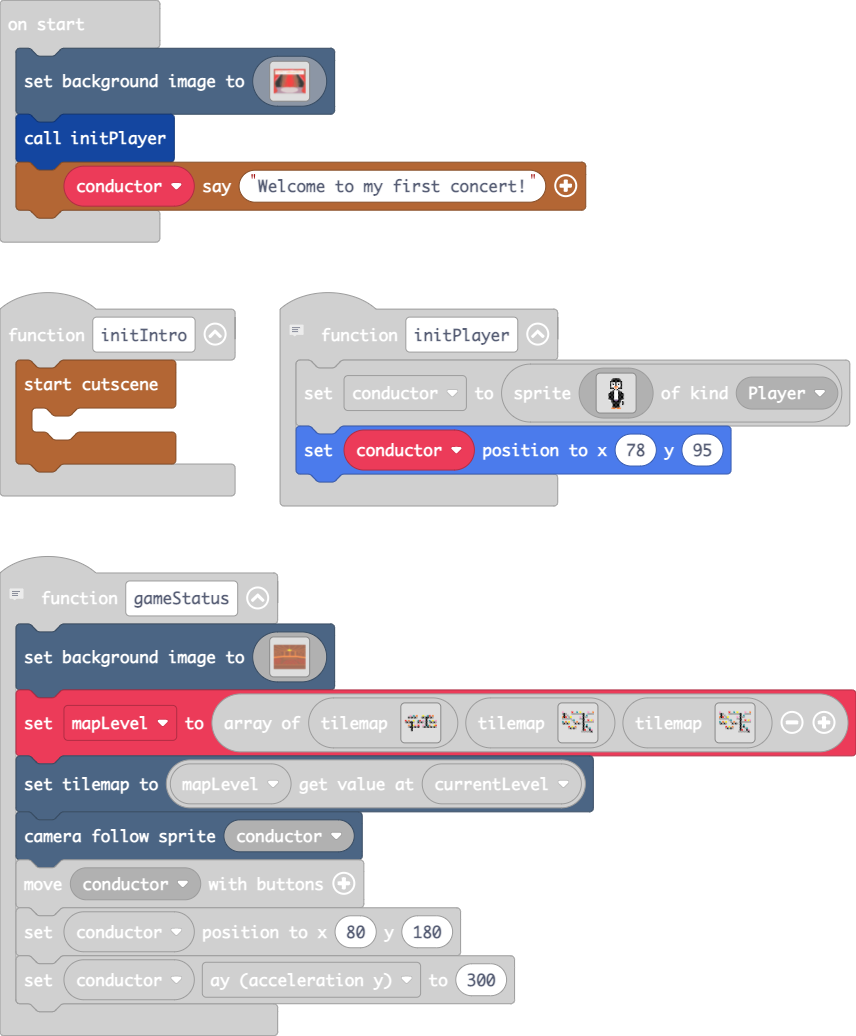 on start
set background image to
call initPlayer
conductor say "Welcome to my first concert!"
function initIntro
start cutscene
function initPlayer
set conductor to sprite of kind Player
set conductor position to x 78 y 95
function gameStatus
set background image to
set mapLevel to array of tilemap tilemap tilemap
set tilemap to mapLevel get value at currentLevel
camera follow sprite conductor
move conductor with buttons
set conductor position to x 80 y 180
set conductor ay (acceleration y) to 300